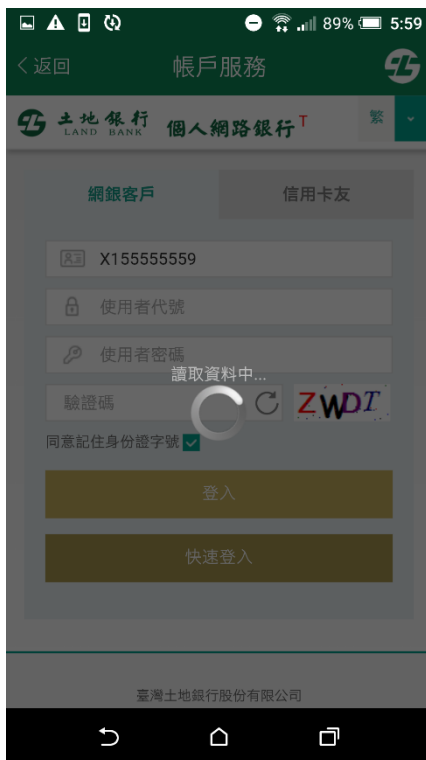 89% 5:59
返回 帳戶服務
土地銀行 個人網路銀行 T 繁
LAND BANK
網銀客戶 信用卡友
X155555559
使用者代號
使用者密碼
讀取資料中...
驗證碼 ZWDT
同意記住身份證字號
登入
快速登入
臺灣土地銀行股份有限公司